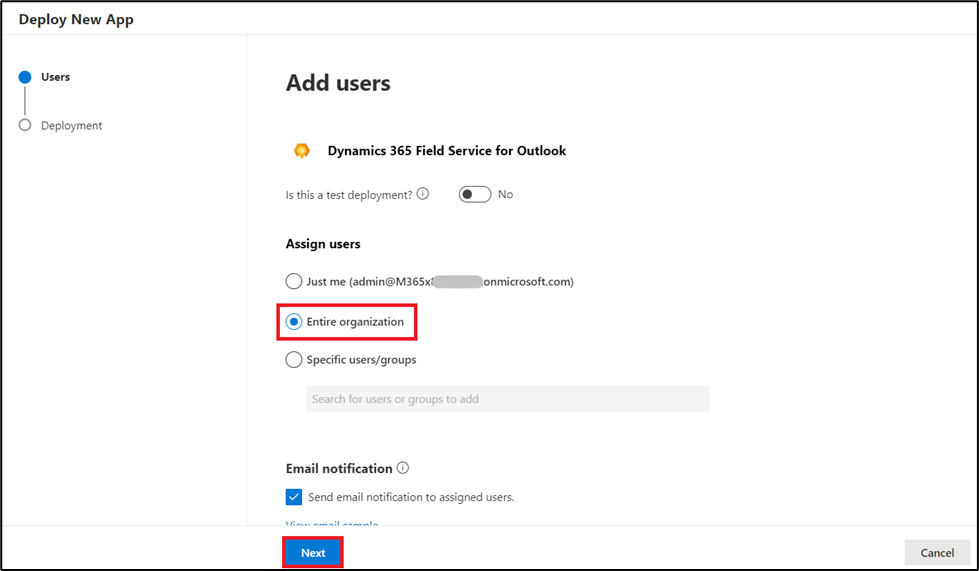 Deploy New App
Users
Deployment
Add users
Dynamics 365 Field Service for Outlook
Is this a test deployment?
No
Assign users
Just me (admin@M365x .onmicrosoft.com)
Entire organization
Specific users/groups
Search for users or groups to add
Email notification
Send email notification to assigned users.
View email sample
Next
Cancel